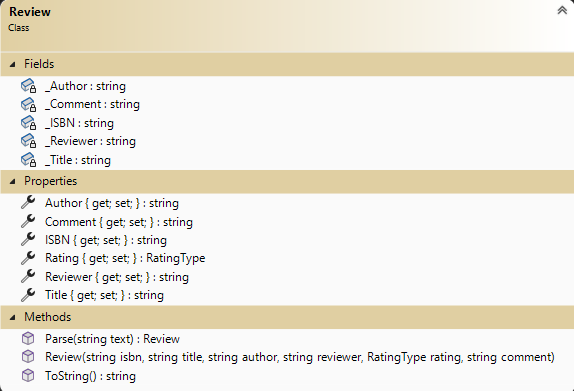 Review
Class
Fields
_Author : string
_Comment : string
_ISBN : string
_Reviewer : string
_Title : string
Properties
Author { get; set; } : string
Comment { get; set; } : string
ISBN { get; set; } : string
Rating { get; set; } : RatingType
Reviewer { get; set; } : string
Title { get; set; } : string
Methods
Parse(string text) : Review
Review(string isbn, string title, string author, string reviewer, RatingType rating, string comment)
ToString() : string